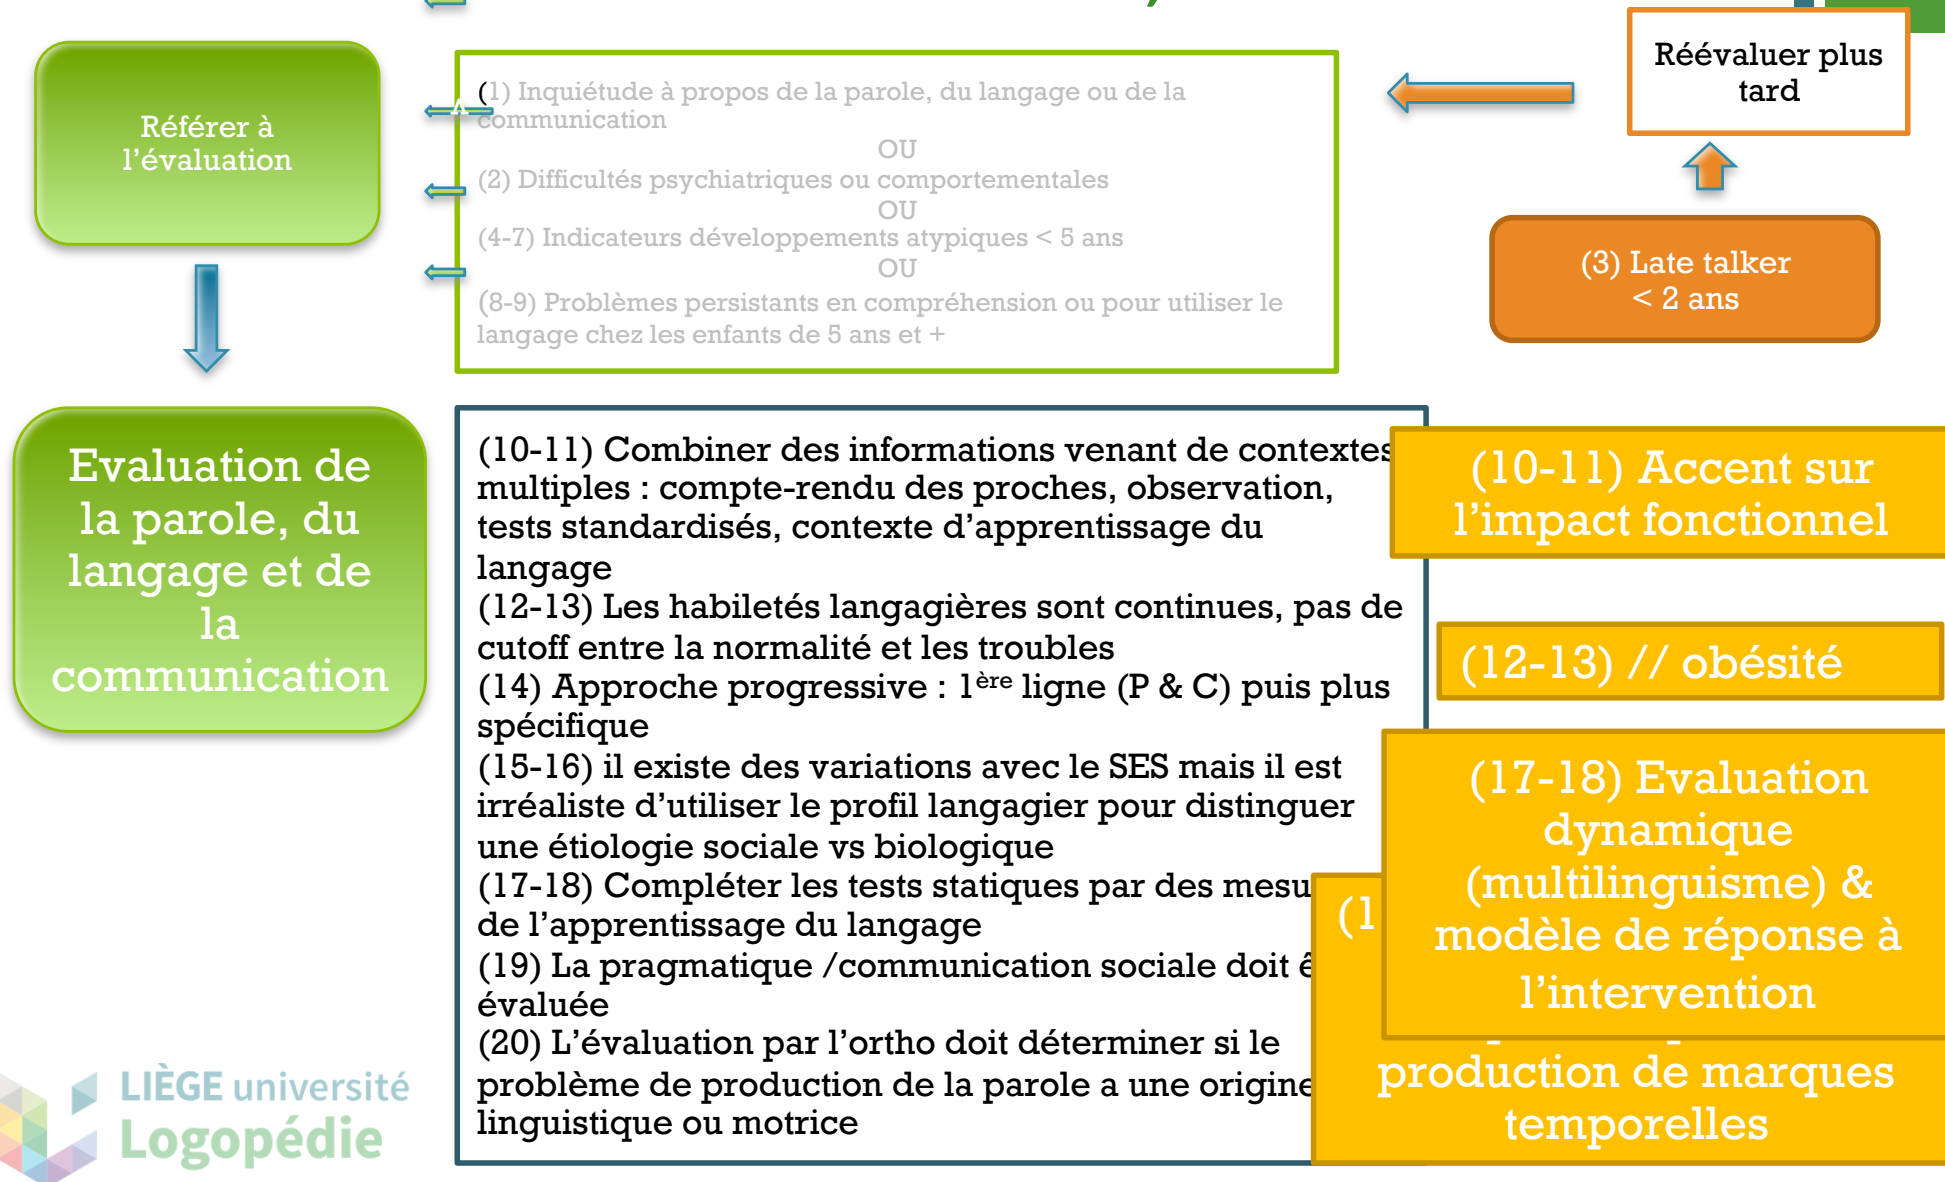 Réévaluer plus
tard
Référer à
l’évaluation
(1) Inquiétude à propos de la parole, du langage ou de la
communication
OU
(2) Difficultés psychiatriques ou comportementales
OU
(4-7) Indicateurs développements atypiques < 5 ans
OU
(8-9) Problèmes persistants en compréhension ou pour utiliser le
langage chez les enfants de 5 ans et +
(3) Late talker
< 2 ans
Evaluation de
la parole, du
langage et de
la
communication
(10-11) Combiner des informations venant de contextes
multiples : compte-rendu des proches, observation,
tests standardisés, contexte d’apprentissage du
langage
(12-13) Les habiletés langagières sont continues, pas de
cutoff entre la normalité et les troubles
(14) Approche progressive : 1ère ligne (P & C) puis plus
spécifique
(15-16) il existe des variations avec le SES mais il est
irréaliste d’utiliser le profil langagier pour distinguer
une étiologie sociale vs biologique
(17-18) Compléter les tests statiques par des
de l’apprentissage du langage
(19) La pragmatique /communication sociale doit
évaluée
(20) L’évaluation par l’ortho doit déterminer si le
problème de production de la parole a une origine
linguistique ou motrice
(10-11) Accent sur
l’impact fonctionnel
(12-13) // obésité
(17-18) Evaluation
dynamique
(multilinguisme) &
modèle de réponse à
l’intervention
production de marques
temporelles
LIÈGE université
Logopédie